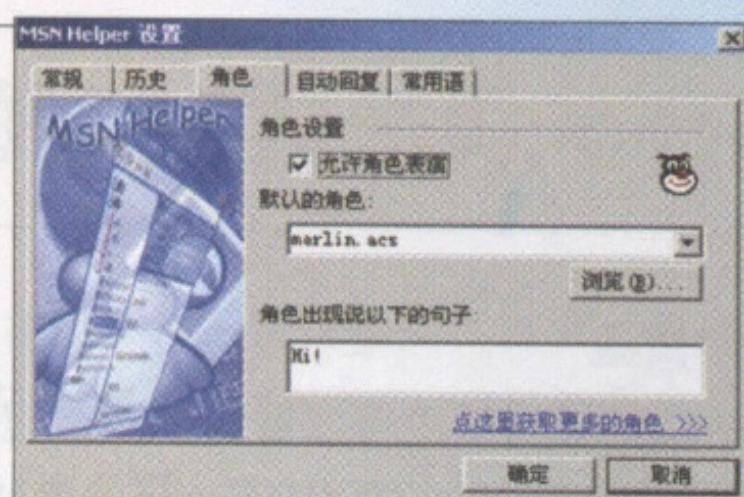 MSN Helper 设置
常规 历史 角色 自动回复 常用语
MSN Helper
角色设置
允许角色表演
默认的角色:
merlin.acs
浏览(B)...
角色出现说以下的句子
Hi!
点这里获取更多的角色 >>>
确定 取消